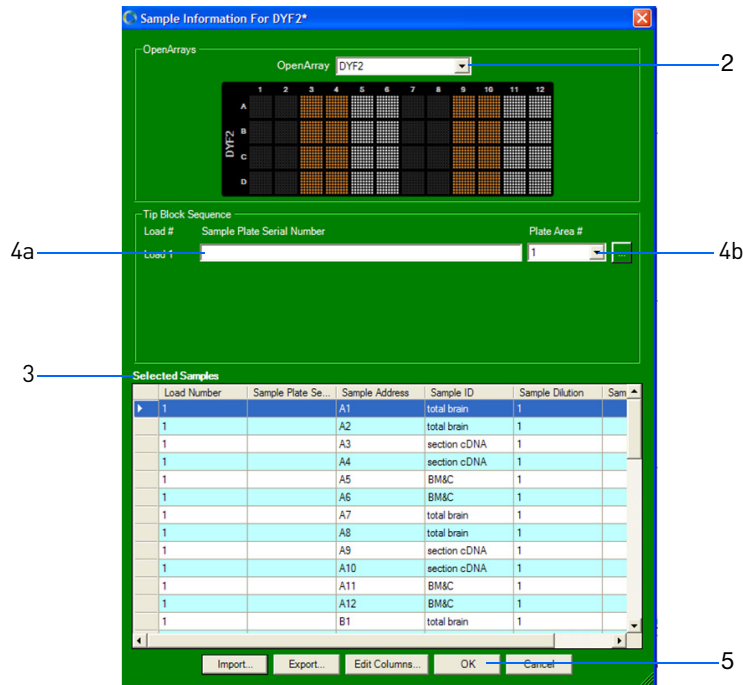 Sample Information For DYF2*
OpenArrays
OpenArray DYF2 2
1 2 3 4 5 6 7 8 9 10 11 12
A
B
C
D
DYF2
Tip Block Sequence
Load # Sample Plate Serial Number Plate Area #
4a Load 1 1 ... 4b
3 Selected Samples
Load Number Sample Plate Se... Sample Address Sample ID Sample Dilution Sam
1 A1 total brain 1
1 A2 total brain 1
1 A3 section cDNA 1
1 A4 section cDNA 1
1 A5 BM&C 1
1 A6 BM&C 1
1 A7 total brain 1
1 A8 total brain 1
1 A9 section cDNA 1
1 A10 section cDNA 1
1 A11 BM&C 1
1 A12 BM&C 1
1 B1 total brain 1
Import... Export... Edit Columns... OK Cancel 5